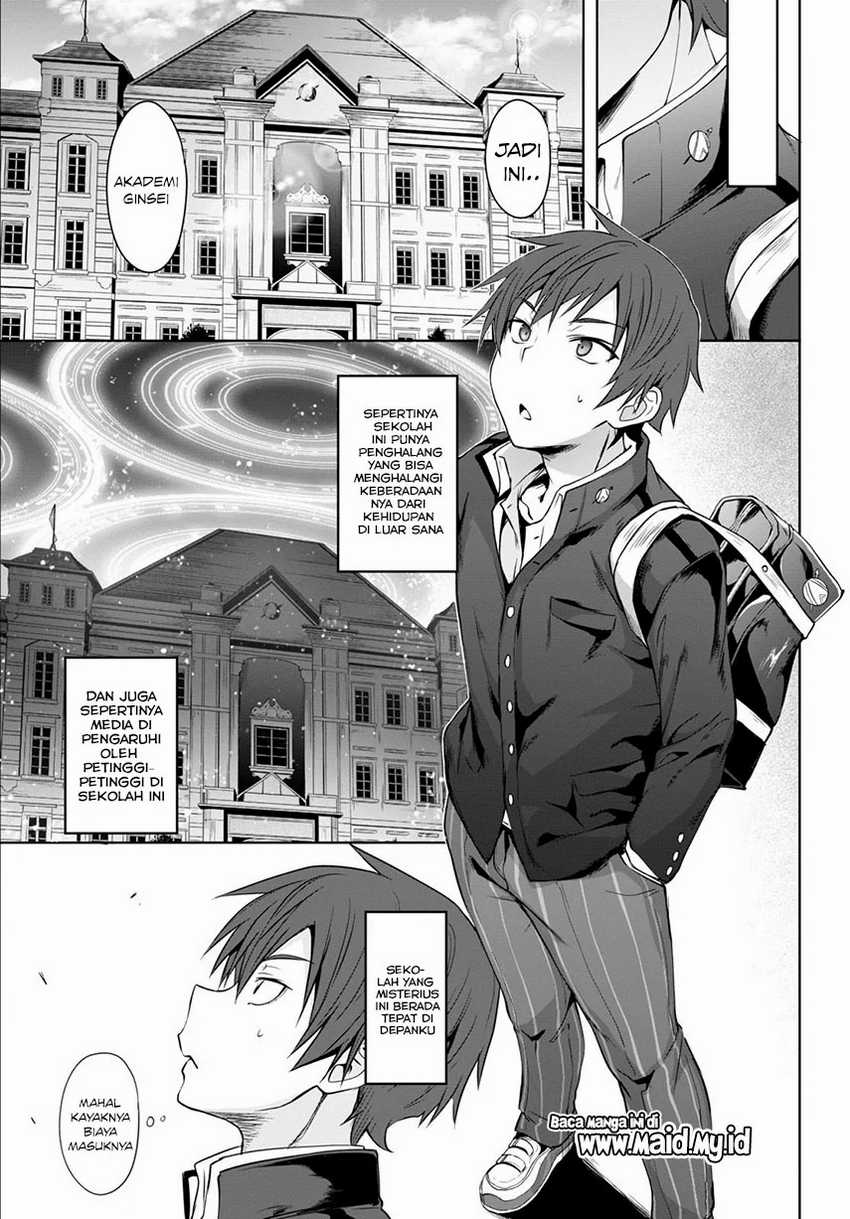 JADI
INI..
AKADEMI
GINSEI
SEPERTINYA
SEKOLAH
INI PUNYA
PENGHALANG
YANG BISA
MENGHALANGI
KEBERADAAN
NYA DARI
KEHIDUPAN
DI LUAR SANA
DAN JUGA
SEPERTINYA
MEDIA DI
PENGARUHI
OLEH
PETINGGI-
PETINGGI DI
SEKOLAH INI
SEKO-
LAH YANG
MISTERIUS
INI BERADA
TEPAT DI
DEPANKU
MAHAL
KAYAKNYA
BIAYA
MASUKNYA
Baca manga ini di
www.Maid.My.id